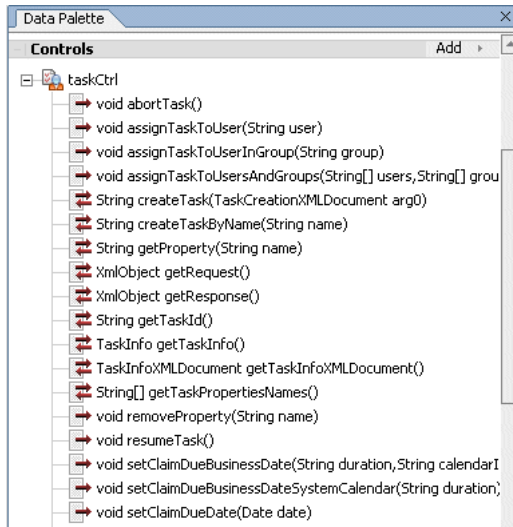 Data Palette
Controls Add
taskCtrl
void abortTask()
void assignTaskToUser(String user)
void assignTaskToUserInGroup(String group)
void assignTaskToUsersAndGroups(String[] users,String[] grou
String createTask(TaskCreationXMLDocument arg0)
String createTaskByName(String name)
String getProperty(String name)
XmlObject getRequest()
XmlObject getResponse()
String getTaskId()
TaskInfo getTaskInfo()
TaskInfoXMLDocument getTaskInfoXMLDocument()
String[] getTaskPropertiesNames()
void removeProperty(String name)
void resumeTask()
void setClaimDueBusinessDate(String duration,String calendarI
void setClaimDueBusinessDateSystemCalendar(String duration)
void setClaimDueDate(Date date)